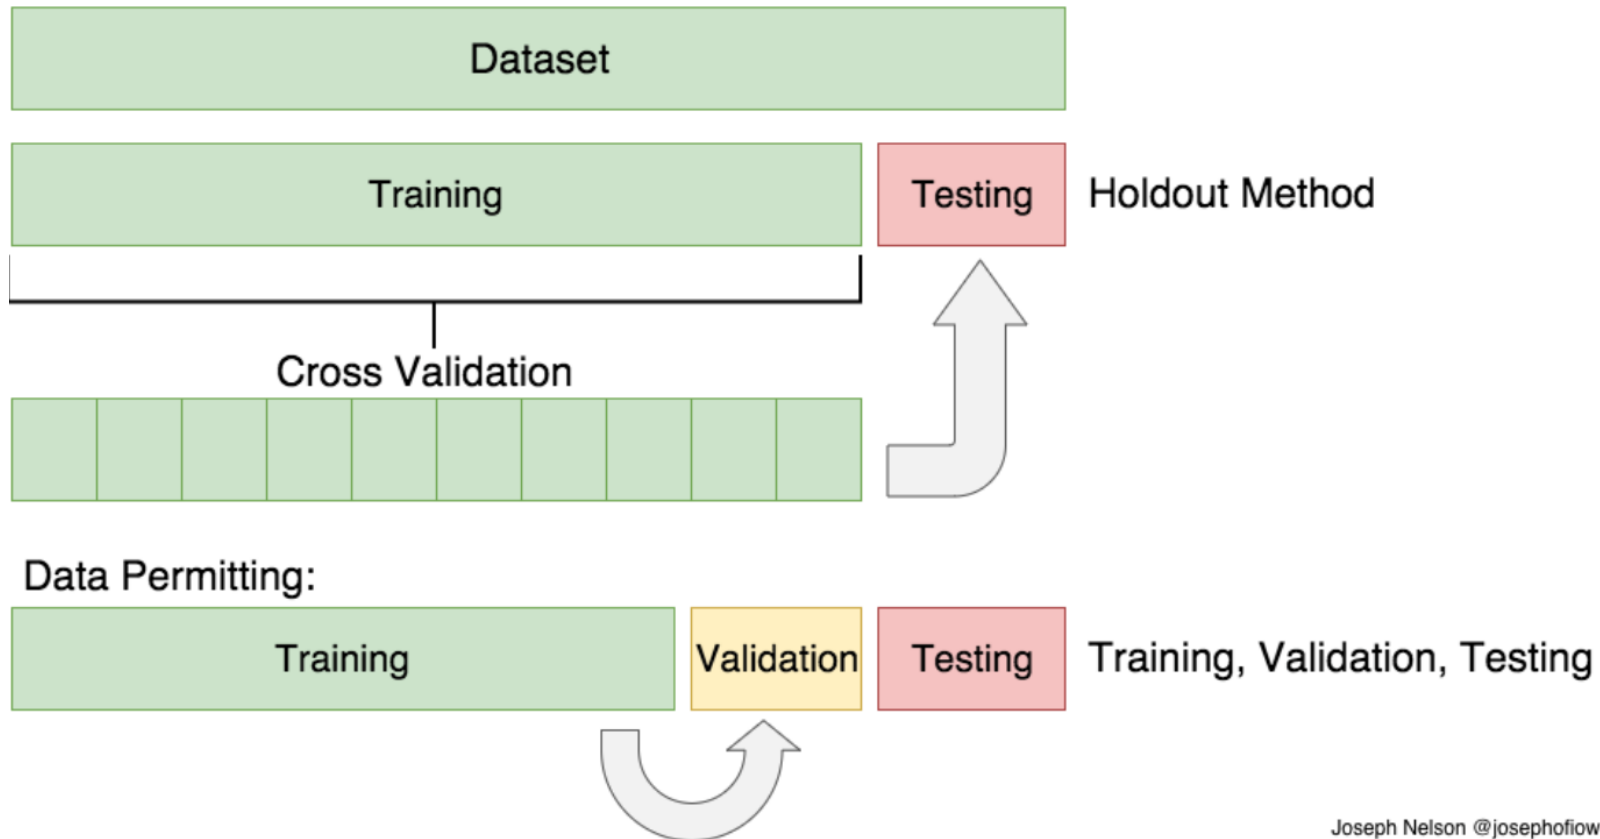 Dataset
Training Testing Holdout Method
Cross Validation
Data Permitting:
Training Validation Testing Training, Validation, Testing
Joseph Nelson @josephofiow